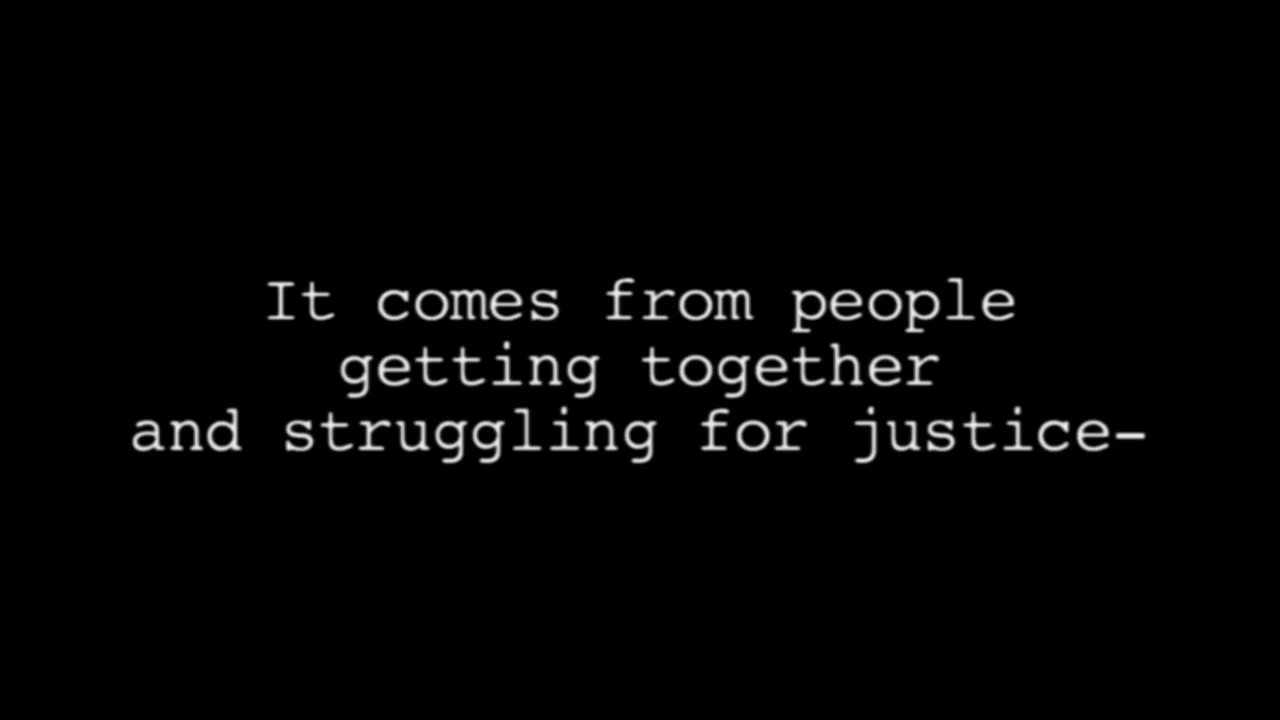 It comes from people
getting together
and struggling for justice-